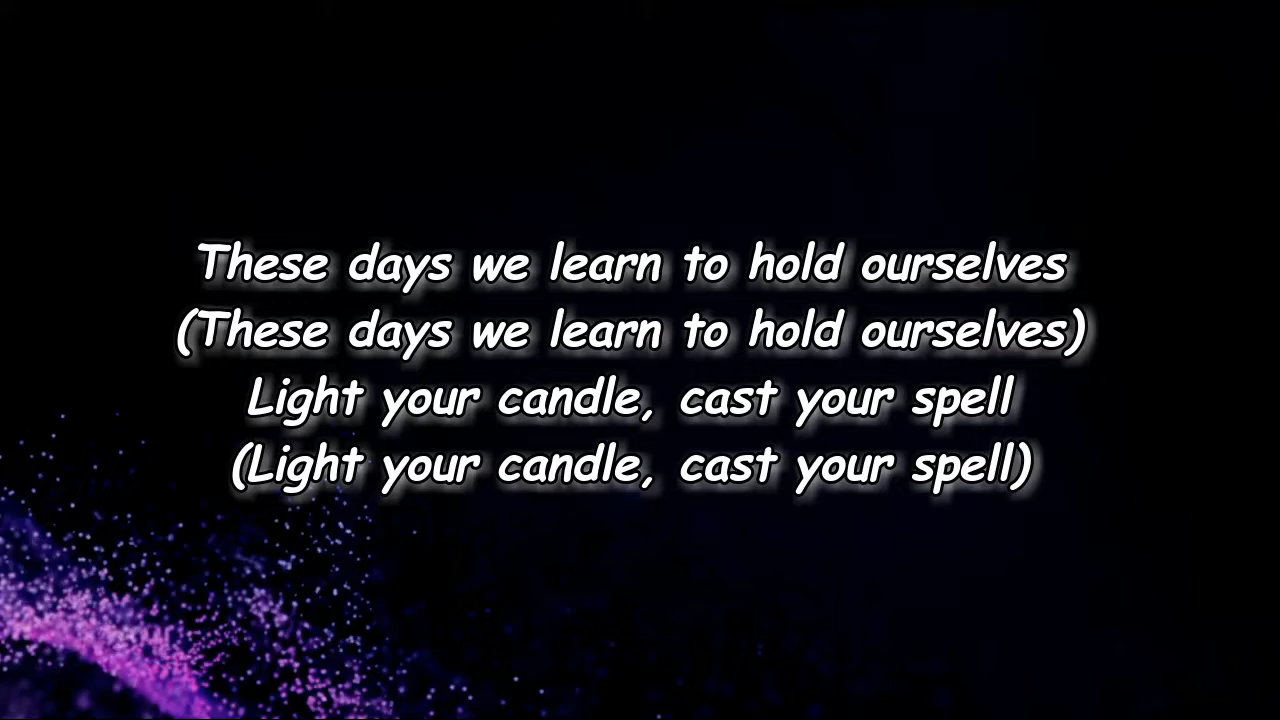 These days we learn to hold ourselves
(These days we learn to hold ourselves)
Light your candle, cast your spell
(Light your candle, cast your spell)